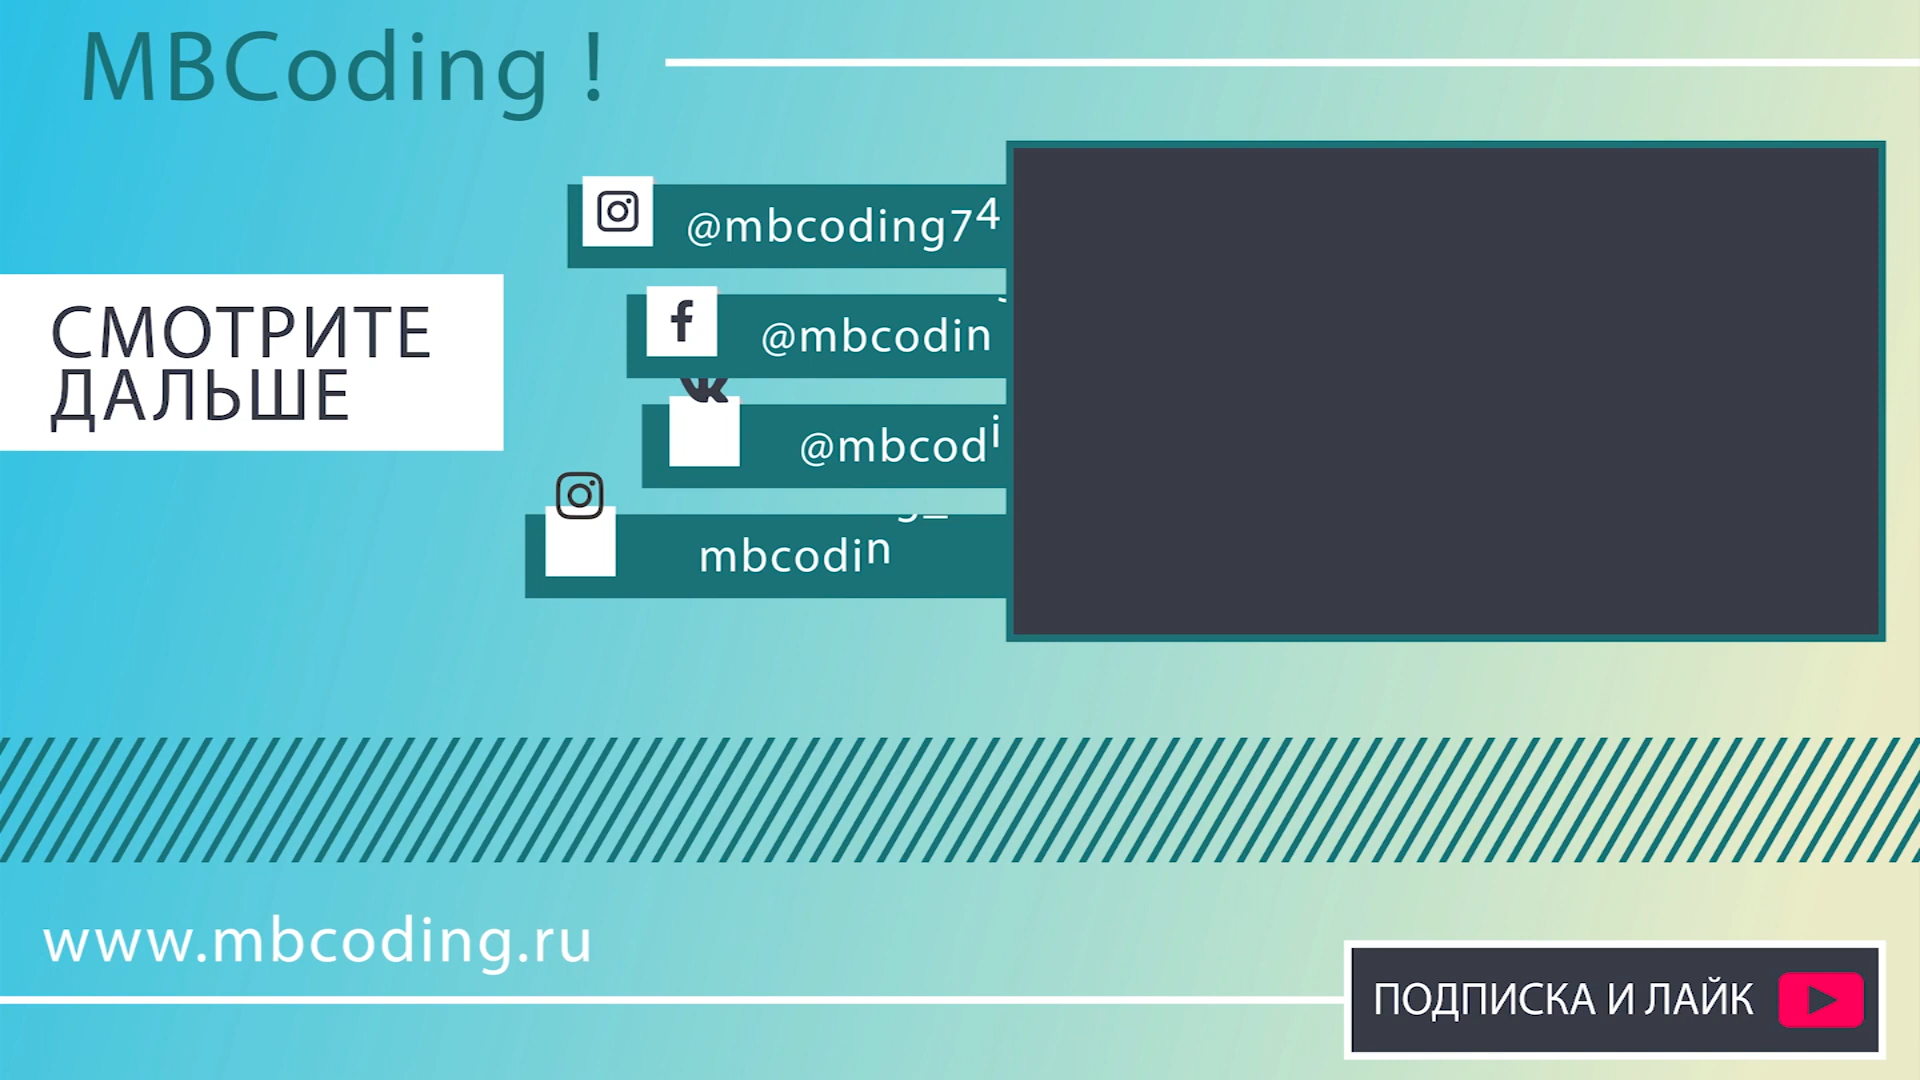 MBCoding !
@mbcoding74
@mbcodin
СМОТРИТЕ
ДАЛЬШЕ
@mbcodi
mbcodin
www.mbcoding.ru
ПОДПИСКА И ЛАЙК